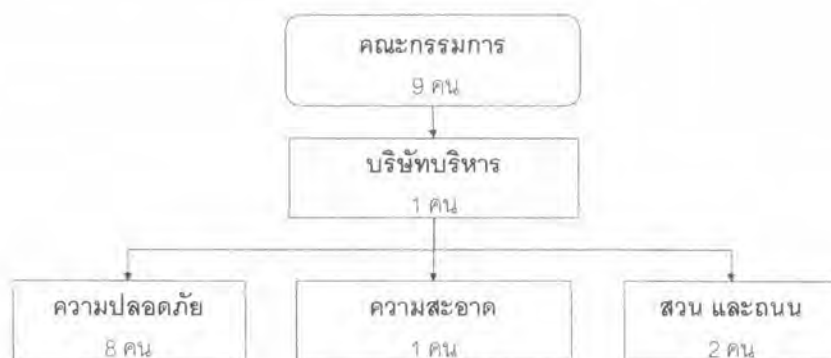 คณะกรรมการ
9 คน
บริษัทบริหาร
1 คน
ความปลอดภัย
8 คน
ความสะอาด
1 คน
สวน และถนน
2 คน